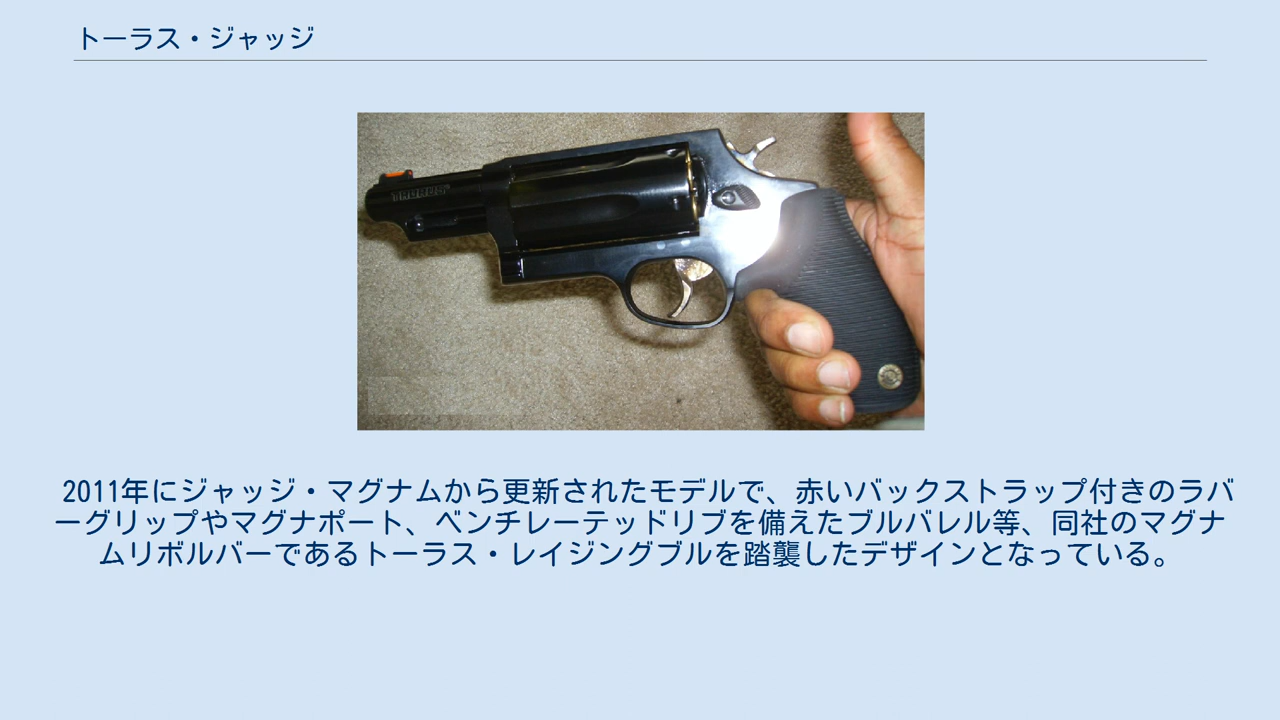 トーラス・ジャッジ
TAURUS
2011年にジャッジ・マグナムから更新されたモデルで、赤いバックストラップ付きのラバ
ーグリップやマグナポート、ベンチレーテッドリブを備えたブルバレル等、同社のマグナ
ムリボルバーであるトーラス・レイジングブルを踏襲したデザインとなっている。